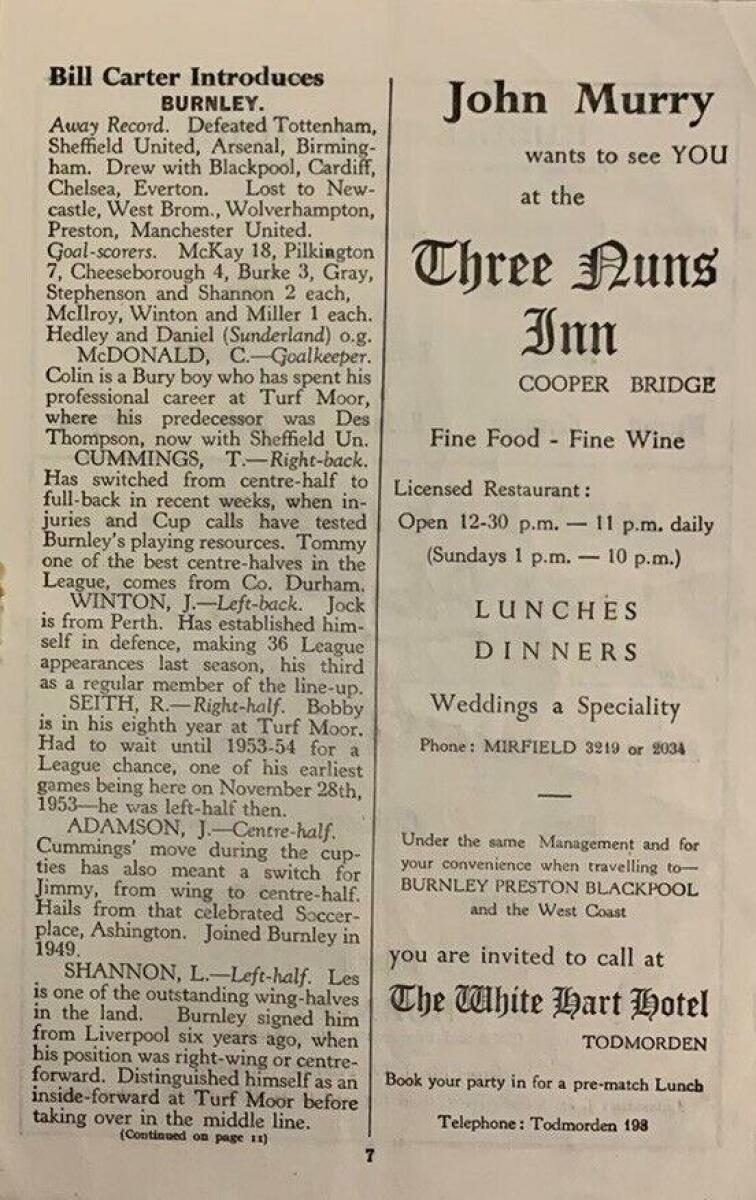 Bill Carter Introduces
BURNLEY.
Away Record. Defeated Tottenham,
Sheffield United, Arsenal, Birming-
ham. Drew with Blackpool, Cardiff,
Chelsea, Everton. Lost to New-
castle, West Brom., Wolverhampton,
Preston, Manchester United.
Goal-scorers. McKay 18, Pilkington
7, Cheeseborough 4, Burke 3, Gray,
Stephenson and Shannon 2 each,
McIlroy, Winton and Miller 1 each.
Hedley and Daniel (Sunderland) o.g.
McDONALD, C.—Goalkeeper.
Colin is a Bury boy who has spent his
professional career at Turf Moor,
where his predecessor was Des
Thompson, now with Sheffield Un.
CUMMINGS, T.—Right-back.
Has switched from centre-half to
full-back in recent weeks, when in-
juries and Cup calls have tested
Burnley's playing resources. Tommy
one of the best centre-halves in the
League, comes from Co. Durham.
WINTON, J.—Left-back. Jock
is from Perth. Has established him-
self in defence, making 36 League
appearances last season, his third
as a regular member of the line-up.
SEITH, R.—Right-half. Bobby
is in his eighth year at Turf Moor.
Had to wait until 1953-54 for a
League chance, one of his earliest
games being here on November 28th,
1953—he was left-half then.
ADAMSON, J.—Centre-half.
Cummings' move during the cup-
ties has also meant a switch for
Jimmy, from wing to centre-half.
Hails from that celebrated Soccer-
place, Ashington. Joined Burnley in
1949.
SHANNON, L.—Left-half. Les
is one of the outstanding wing-halves
in the land. Burnley signed him
from Liverpool six years ago, when
his position was right-wing or centre-
forward. Distinguished himself as an
inside-forward at Turf Moor before
taking over in the middle line.
(Continued on page 11)
John Murry
wants to see YOU
at the
Three Nuns
Inn
COOPER BRIDGE
Fine Food - Fine Wine
Licensed Restaurant :
Open 12-30 p.m. — 11 p.m. daily
(Sundays 1 p.m. — 10 p.m.)
LUNCHES
DINNERS
Weddings a Speciality
Phone : MIRFIELD 3219 or 2034
Under the same Management and for
your convenience when travelling to—
BURNLEY PRESTON BLACKPOOL
and the West Coast
you are invited to call at
The White Hart Hotel
TODMORDEN
Book your party in for a pre-match Lunch
Telephone : Todmorden 198
7